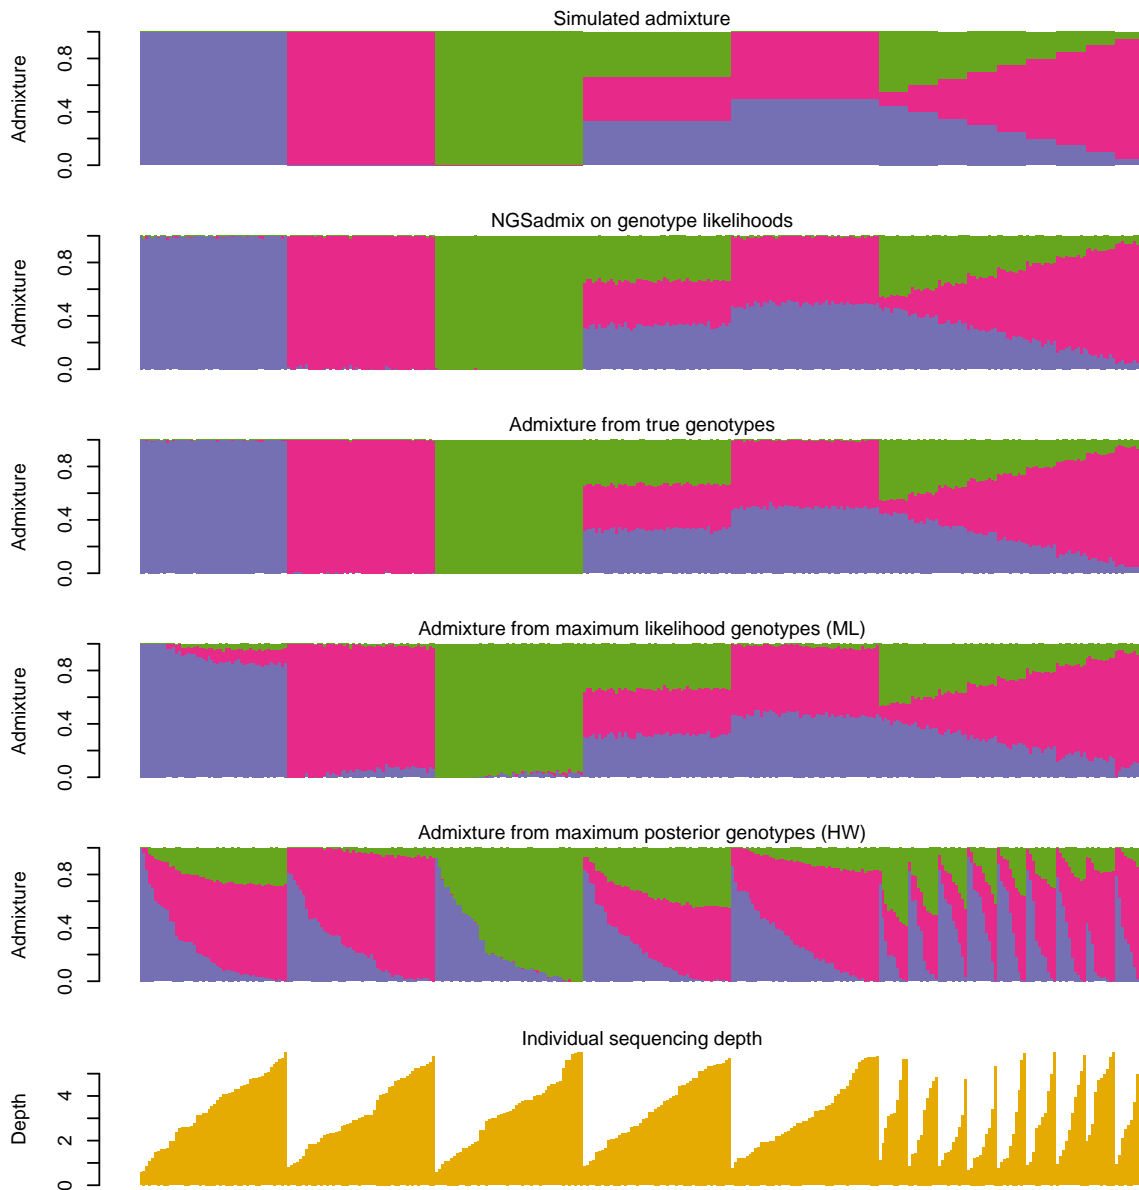 Simulated admixture
Admixture
0.0 0.4 0.8
NGSadmix on genotype likelihoods
Admixture
0.0 0.4 0.8
Admixture from true genotypes
Admixture
0.0 0.4 0.8
Admixture from maximum likelihood genotypes (ML)
Admixture
0.0 0.4 0.8
Admixture from maximum posterior genotypes (HW)
Admixture
0.0 0.4 0.8
Individual sequencing depth
Depth
0 2 4